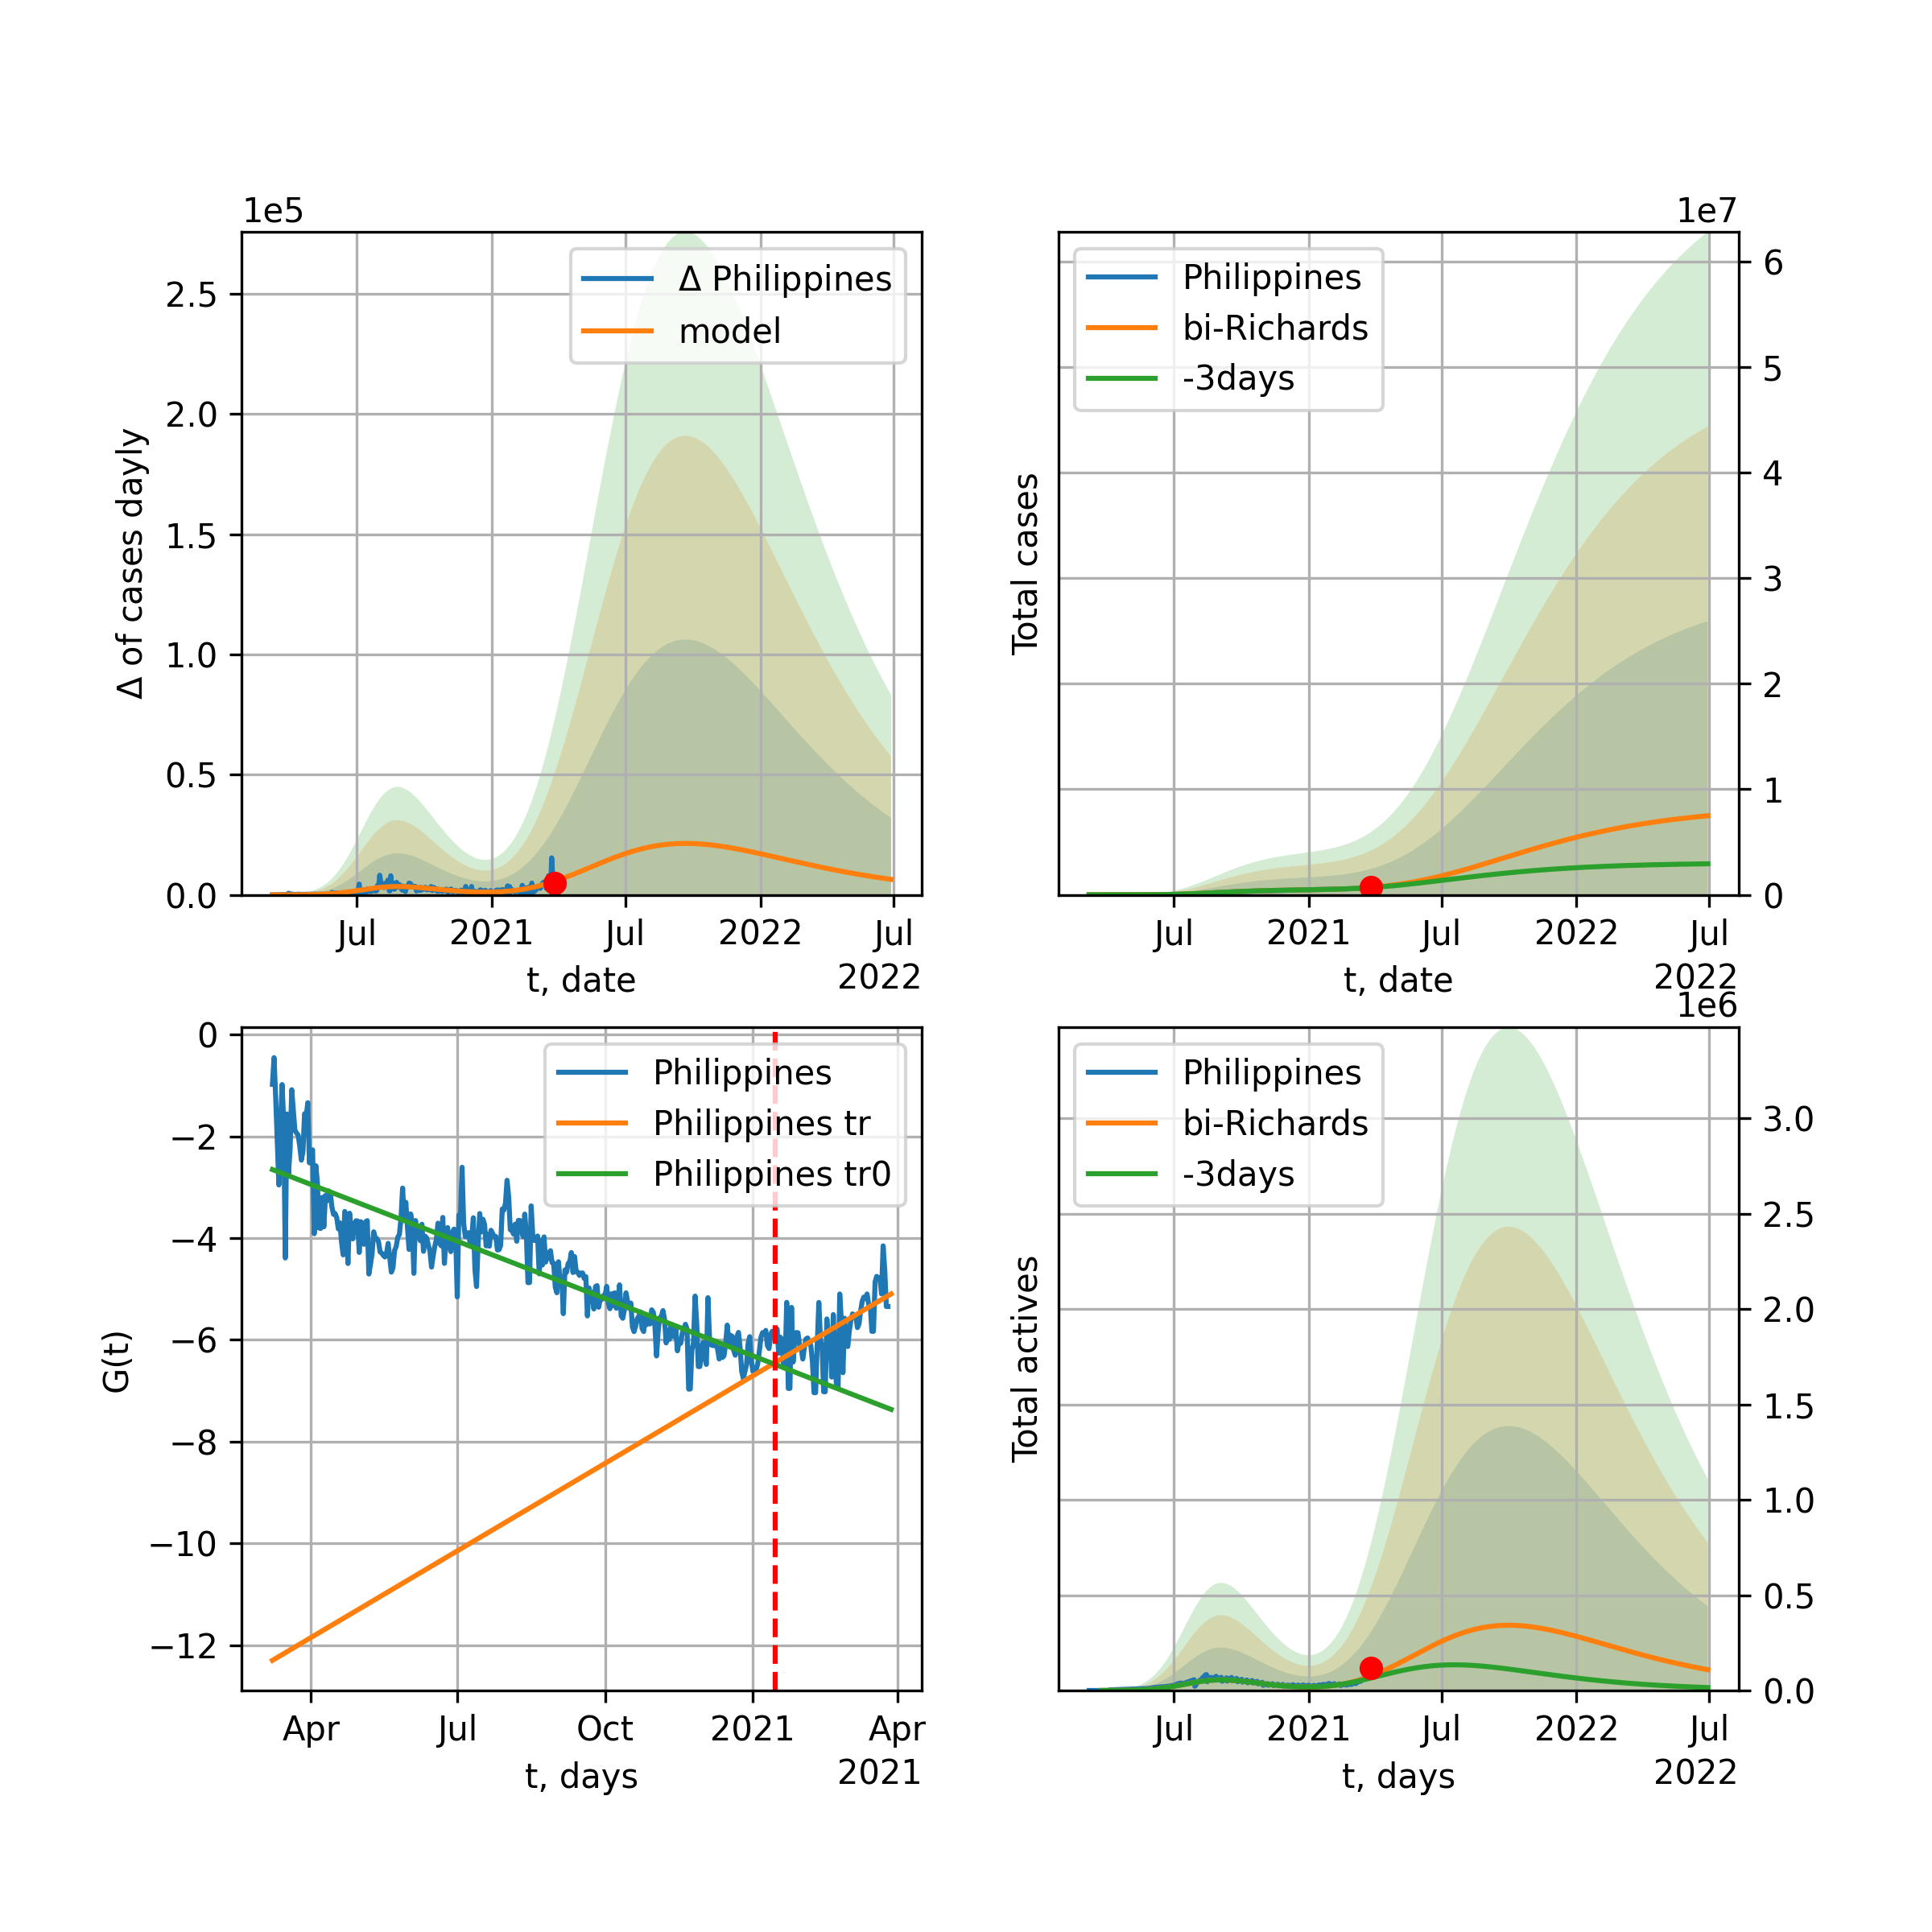 1e5
Δ of cases dayly
2.5
2.0
1.5
1.0
0.5
0.0
Δ Philippines
model
Jul 2021 Jul 2022 Jul
2022
t, date
1e7
Total cases
Philippines
bi-Richards
-3days
6
5
4
3
2
1
0
Jul 2021 Jul 2022 Jul
2022
t, date
G(t)
0
−2
−4
−6
−8
−10
−12
Philippines
Philippines tr
Philippines tr0
Apr Jul Oct 2021 Apr
2021
t, days
1e6
Total actives
Philippines
bi-Richards
-3days
3.0
2.5
2.0
1.5
1.0
0.5
0.0
Jul 2021 Jul 2022 Jul
2022
t, days